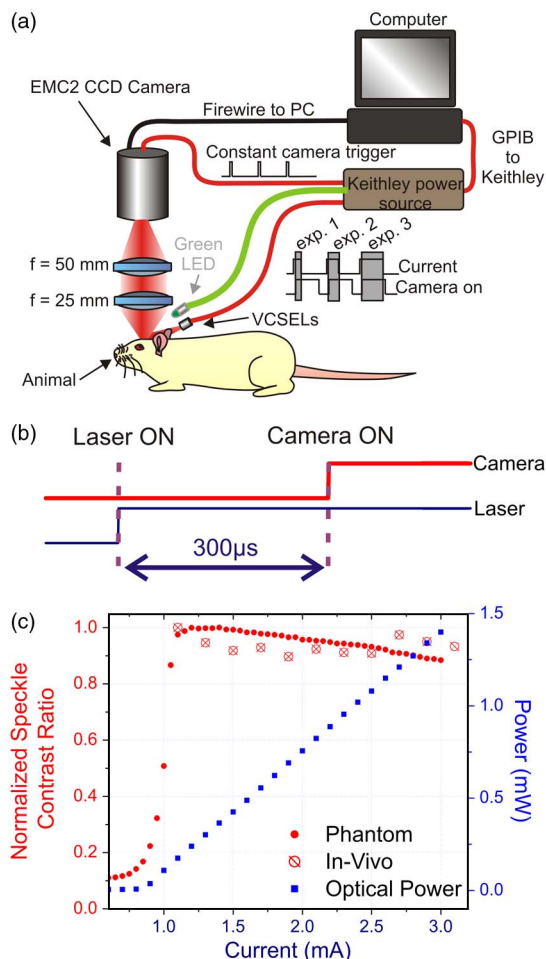 (a)
Computer
EMC2 CCD Camera
Firewire to PC
Constant camera trigger
GPIB
to
Keithley
Keithley power
source
Green
LED
exp. 1
exp. 2
exp. 3
f = 50 mm
Current
f = 25 mm
Camera on
VCSELs
Animal
(b)
Laser ON
Camera ON
Camera
Laser
300µs
(c)
Normalized Speckle
Contrast Ratio
1.0
0.8
0.6
0.4
0.2
0.0
1.5
1.0
0.5
0.0
Power (mW)
Phantom
In-Vivo
Optical Power
1.0
1.5
2.0
2.5
3.0
Current (mA)